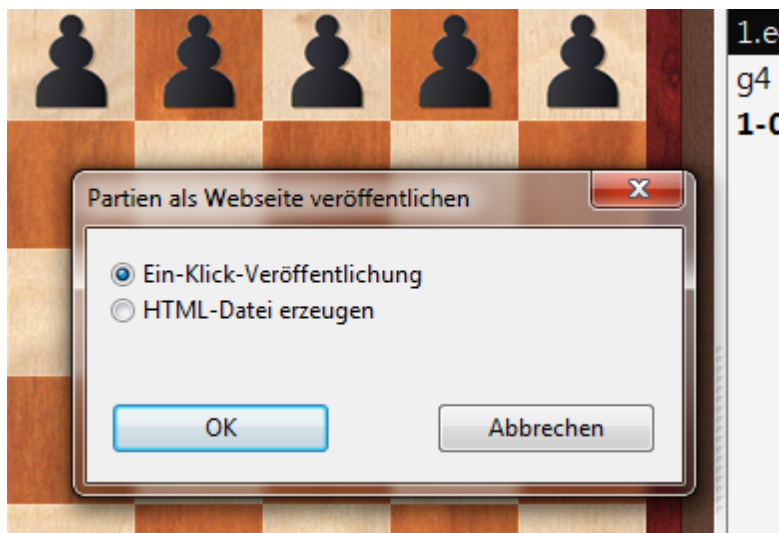 1.e
g4
1-0
Partien als Webseite veröffentlichen
Ein-Klick-Veröffentlichung
HTML-Datei erzeugen
OK
Abbrechen